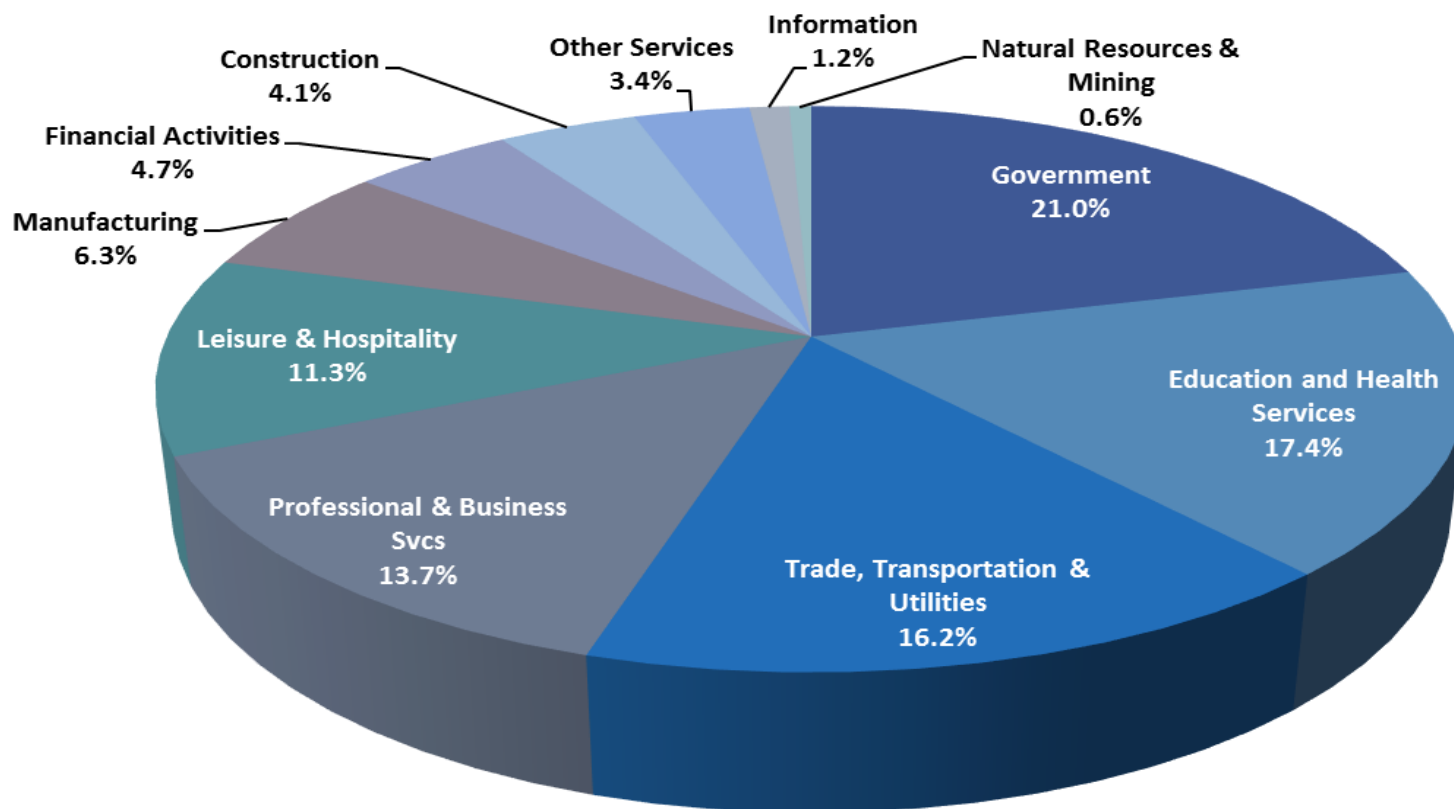 Information
1.2%
Natural Resources &
Mining
0.6%
Other Services
3.4%
Construction
4.1%
Financial Activities
4.7%
Manufacturing
6.3%
Government
21.0%
Leisure & Hospitality
11.3%
Education and Health
Services
17.4%
Professional & Business
Svcs
13.7%
Trade, Transportation &
Utilities
16.2%